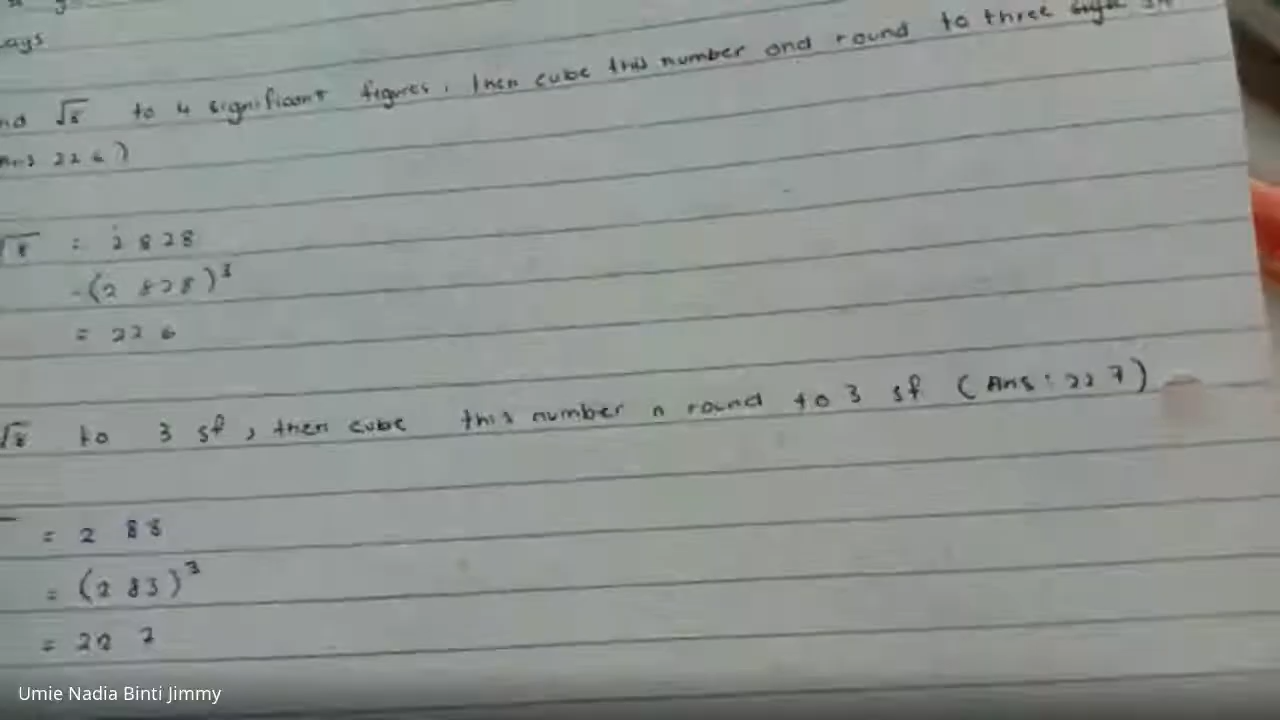 ays
nd √8 to 4 significant figures, then cube this number and round to three
Ans 22 6)
√8 = 2 828
=(2 828)³
= 22 6
√8 to 3 sf, then cube this number n round to 3 sf (Ans: 22 7)
= 2 83
= (2 83)³
= 22 7
Umie Nadia Binti Jimmy